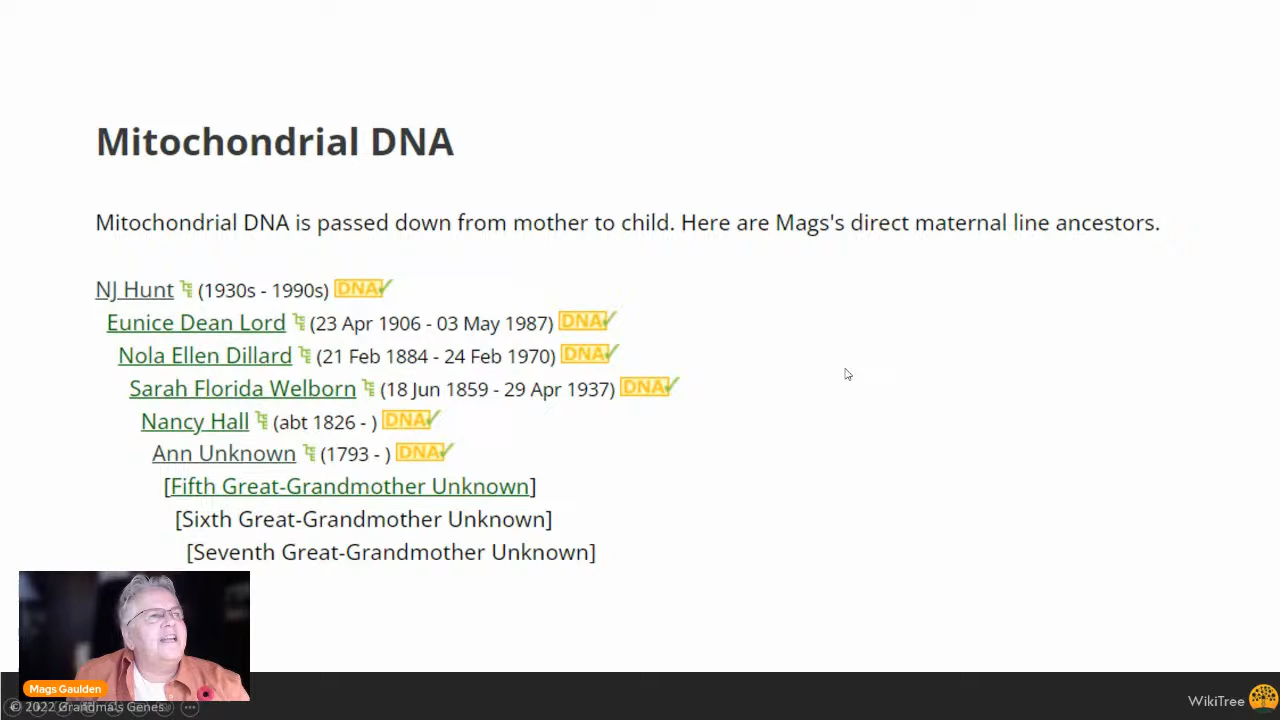 Mitochondrial DNA
Mitochondrial DNA is passed down from mother to child. Here are Mags's direct maternal line ancestors.
NJ Hunt (1930s - 1990s) DNA
Eunice Dean Lord (23 Apr 1906 - 03 May 1987) DNA
Nola Ellen Dillard (21 Feb 1884 - 24 Feb 1970) DNA
Sarah Florida Welborn (18 Jun 1859 - 29 Apr 1937) DNA
Nancy Hall (abt 1826 - ) DNA
Ann Unknown (1793 - ) DNA
[Fifth Great-Grandmother Unknown]
[Sixth Great-Grandmother Unknown]
[Seventh Great-Grandmother Unknown]
Mags Gaulden
© 2022 Grandma's Genes
WikiTree